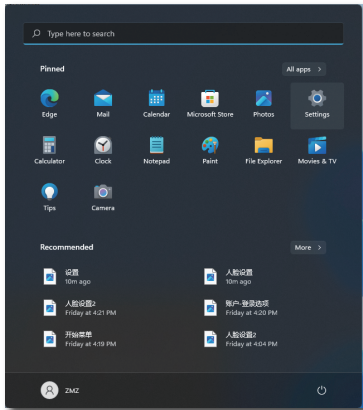 Type here to search
Pinned
All apps >
Edge
Mail
Calendar
Microsoft Store
Photos
Settings
Calculator
Clock
Notepad
Paint
File Explorer
Movies & TV
Tips
Camera
Recommended
More >
设置
10m ago
人脸设置
10m ago
人脸设置2
Friday at 4:21 PM
账户-登录选项
Friday at 4:20 PM
开始菜单
Friday at 4:19 PM
人脸设置2
Friday at 4:04 PM
ZMZ